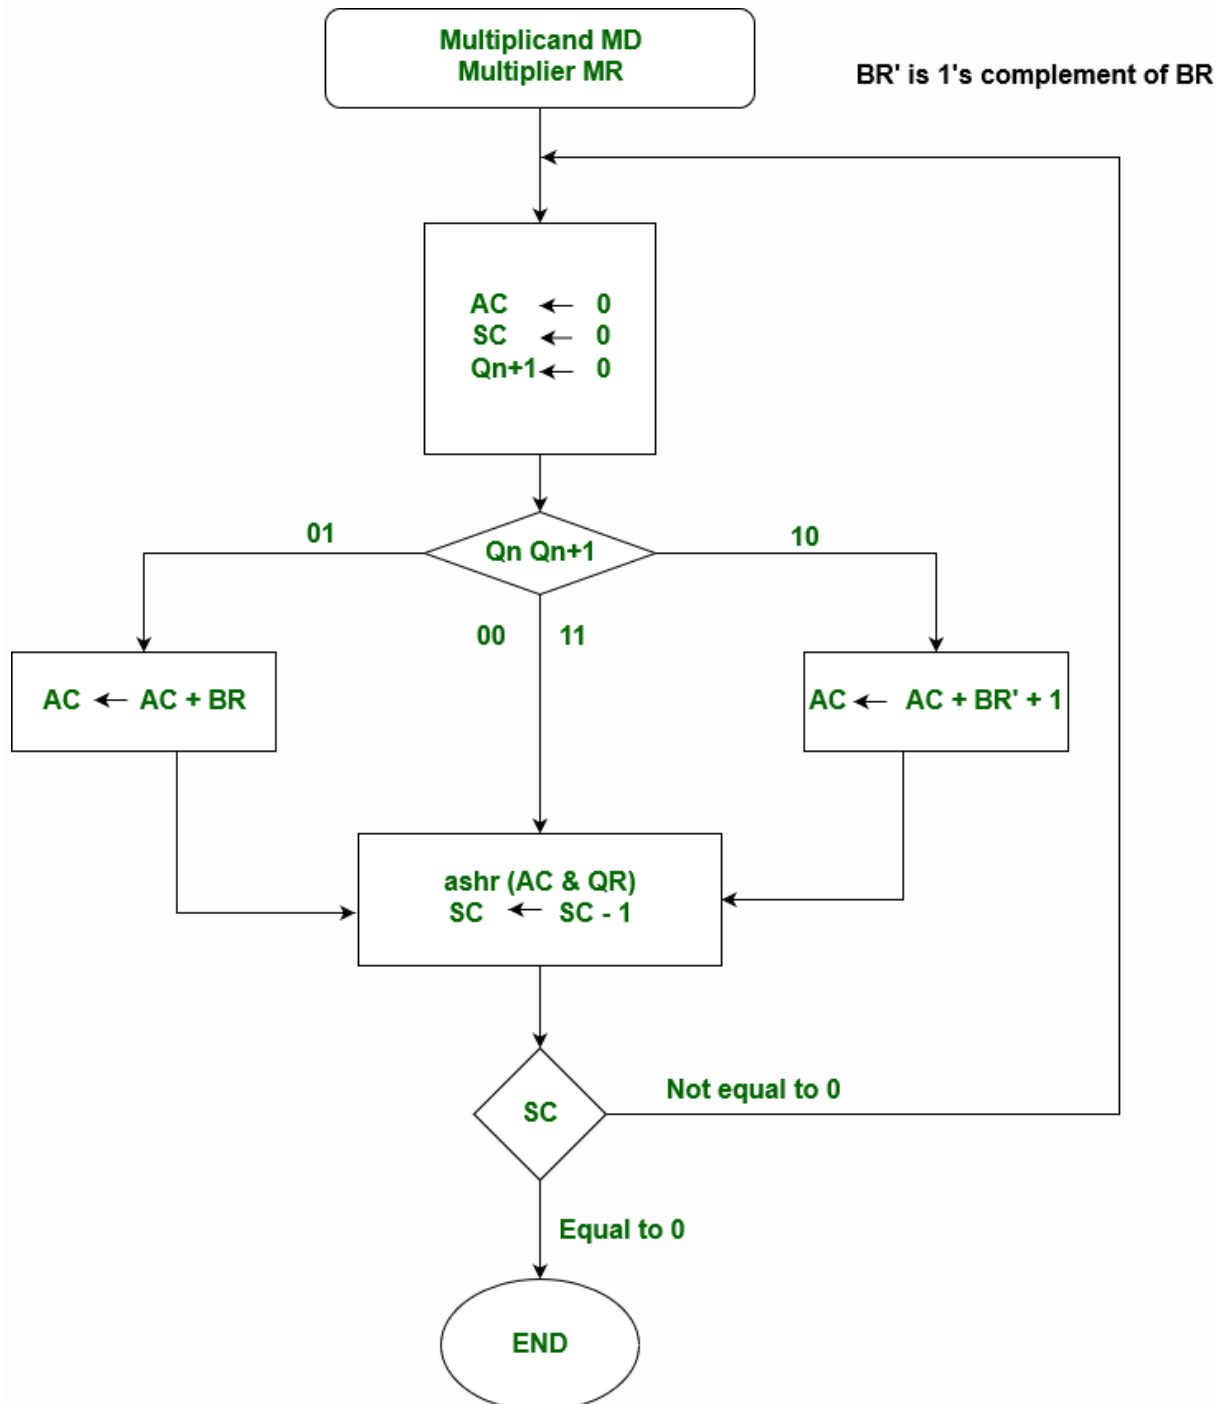 Multiplicand MD
Multiplier MR
BR' is 1's complement of BR
AC ← 0
SC ← 0
Qn+1 ← 0
Qn Qn+1
01
10
00
11
AC ← AC + BR
AC ← AC + BR' + 1
ashr (AC & QR)
SC ← SC - 1
SC
Not equal to 0
Equal to 0
END